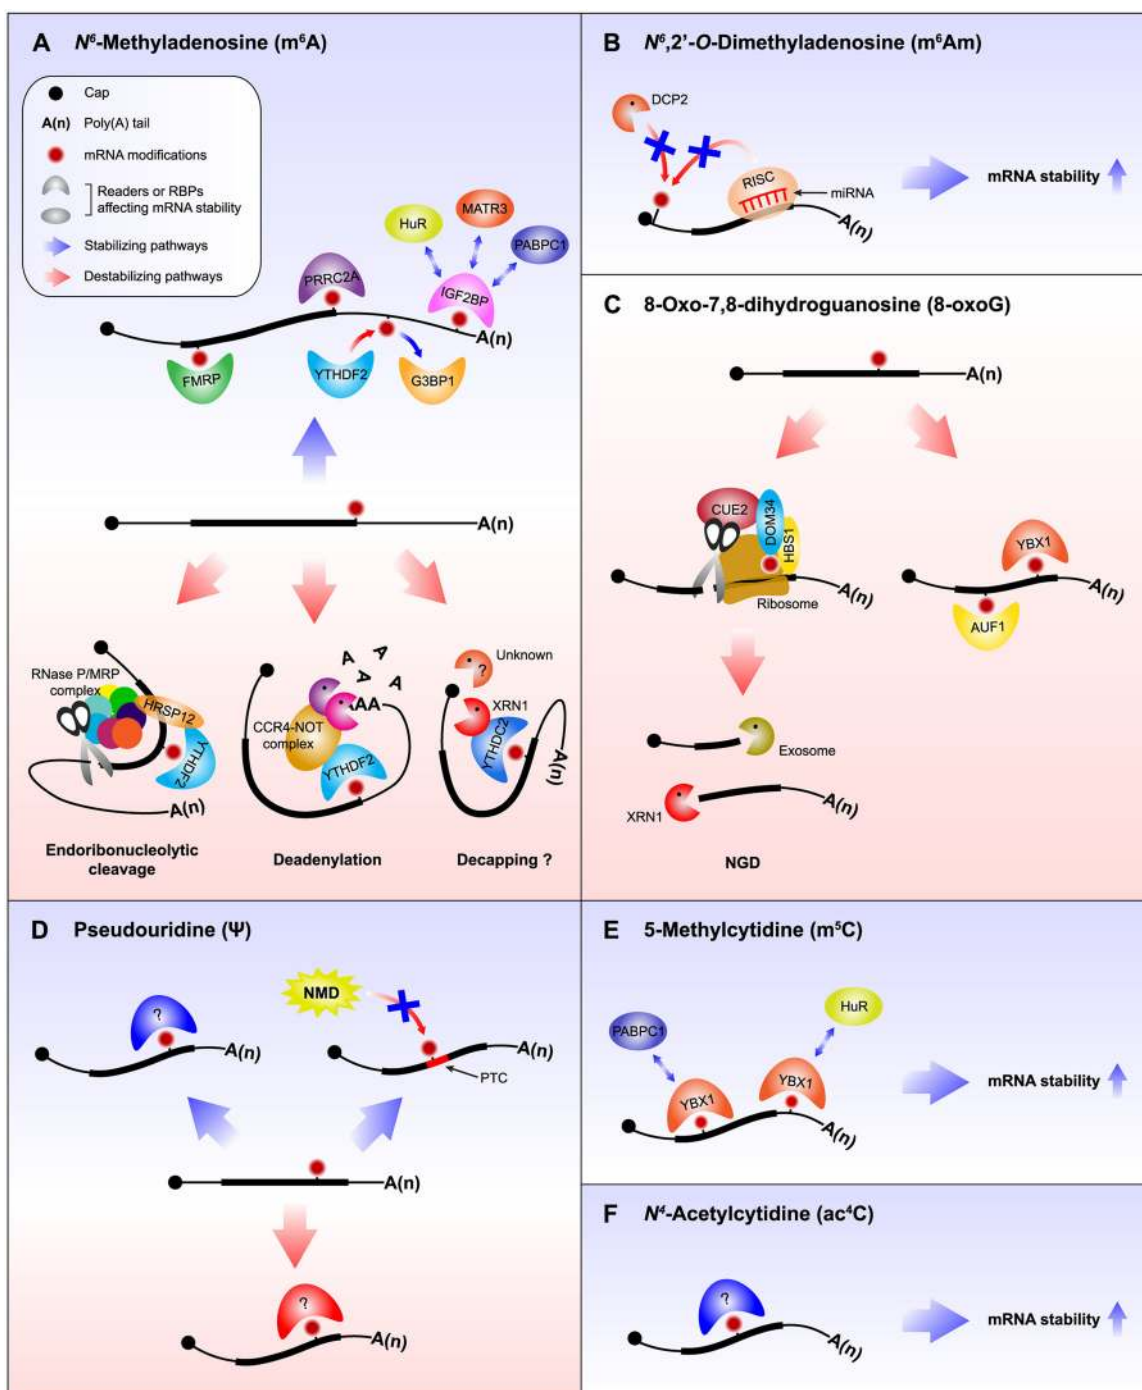 A N⁶-Methyladenosine (m⁶A)
Cap
A(n) Poly(A) tail
mRNA modifications
Readers or RBPs
affecting mRNA stability
Stabilizing pathways
Destabilizing pathways
HuR
MATR3
PABPC1
PRRC2A
IGF2BP
A(n)
FMRP
YTHDF2
G3BP1
A(n)
RNase P/MRP
complex
HRSP12
YTHDF2
A(n)
Endoribonucleolytic
cleavage
A
A
A
A
A
AAA
CCR4-NOT
complex
YTHDF2
Deadenylation
?
Unknown
XRN1
YTHDC2
A(n)
Decapping ?
B N⁶,2'-O-Dimethyladenosine (m⁶Am)
DCP2
RISC
miRNA
A(n)
mRNA stability
C 8-Oxo-7,8-dihydroguanosine (8-oxoG)
A(n)
CUE2
DOM34
HBS1
Ribosome
A(n)
YBX1
A(n)
AUF1
Exosome
XRN1
A(n)
NGD
D Pseudouridine (Ψ)
?
A(n)
NMD
A(n)
PTC
A(n)
?
A(n)
E 5-Methylcytidine (m⁵C)
PABPC1
HuR
YBX1
YBX1
A(n)
mRNA stability
F N⁴-Acetylcytidine (ac⁴C)
?
A(n)
mRNA stability